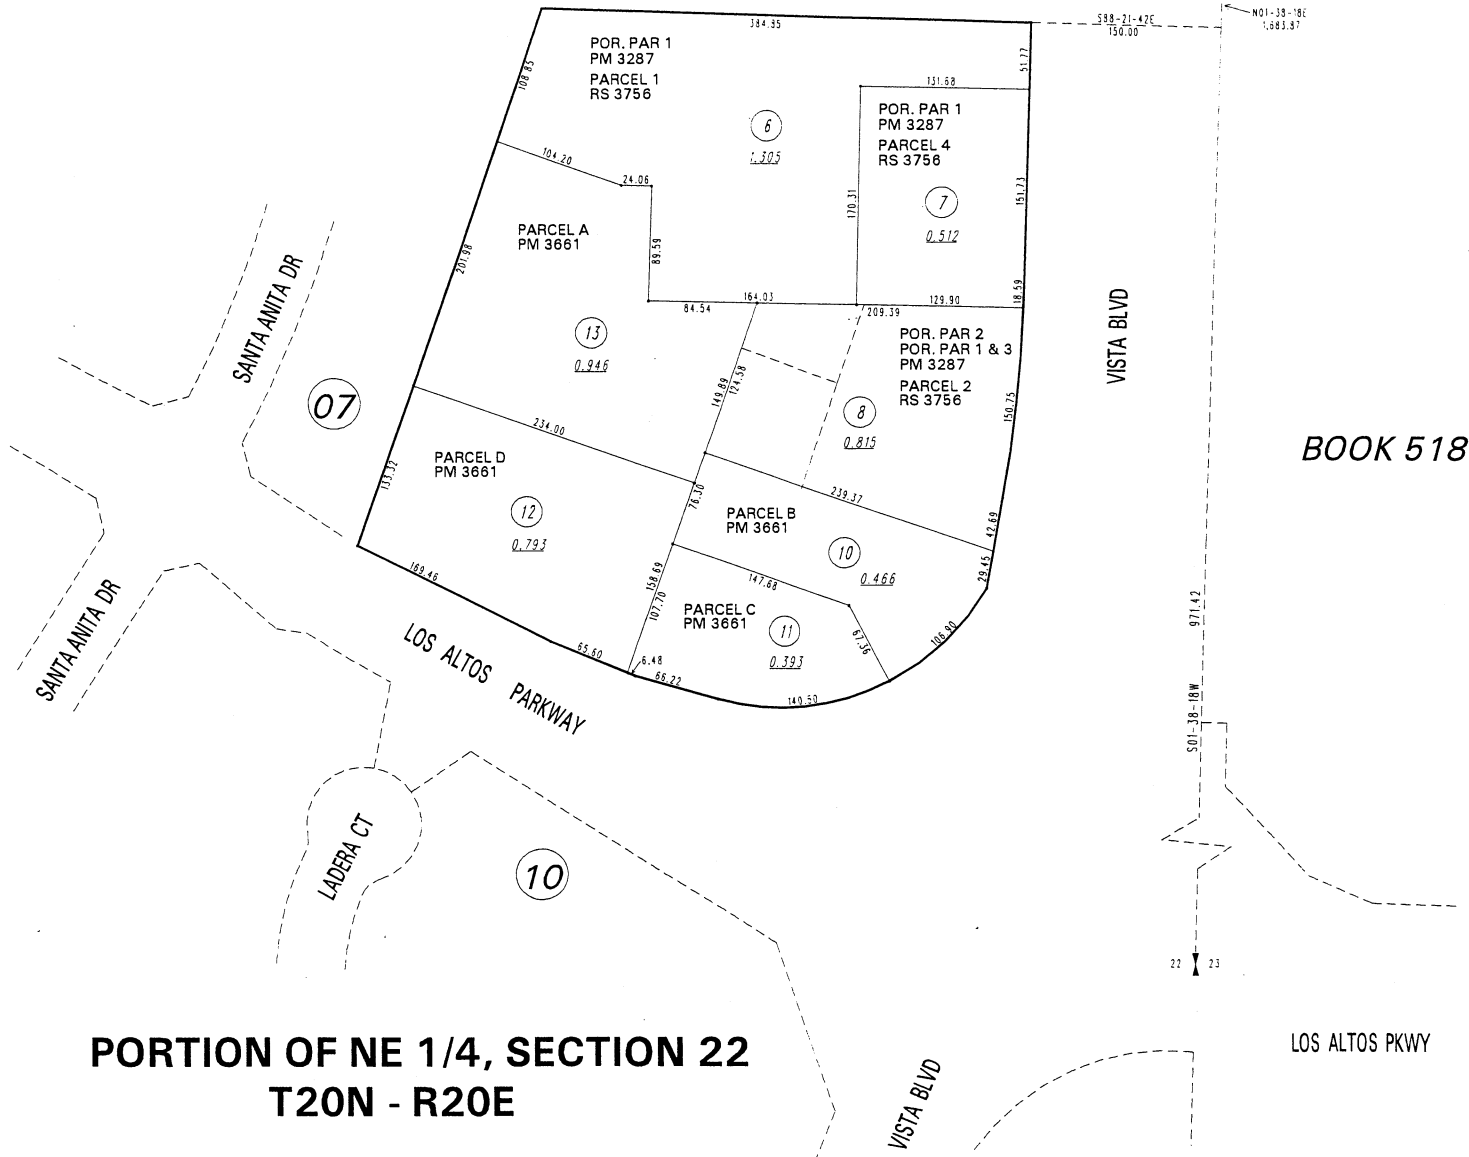 384.85
S88-21-42E
150.00
N01-38-18E
1,683.87
108.85
51.77
POR. PAR 1
PM 3287
PARCEL 1
RS 3756
6
1.305
131.68
POR. PAR 1
PM 3287
PARCEL 4
RS 3756
7
0.512
170.31
151.73
18.59
104.20
24.06
89.59
PARCEL A
PM 3661
201.98
SANTA ANITA DR
84.54
164.03
129.90
209.39
13
0.946
POR. PAR 2
POR. PAR 1 & 3
PM 3287
PARCEL 2
RS 3756
8
0.815
149.89
124.58
150.75
VISTA BLVD
07
BOOK 518
234.00
133.32
PARCEL D
PM 3661
12
0.793
76.30
239.37
42.69
PARCEL B
PM 3661
10
0.466
29.45
169.46
158.69
107.70
147.68
PARCEL C
PM 3661
11
0.393
67.36
106.90
SANTA ANITA DR
LOS ALTOS PARKWAY
65.60
6.48
66.22
140.50
971.42
S01-38-18W
LADERA CT
10
22 23
PORTION OF NE 1/4, SECTION 22
T20N - R20E
VISTA BLVD
LOS ALTOS PKWY